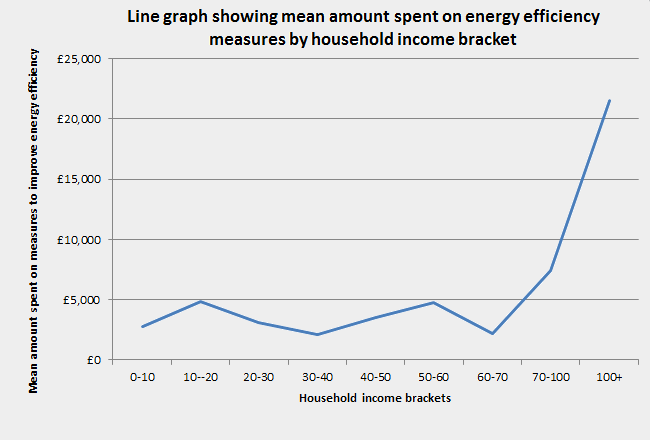 Line graph showing mean amount spent on energy efficiency
measures by household income bracket
Mean amount spent on measures to improve energy efficiency
£25,000
£20,000
£15,000
£10,000
£5,000
£0
0-10 10--20 20-30 30-40 40-50 50-60 60-70 70-100 100+
Household income brackets